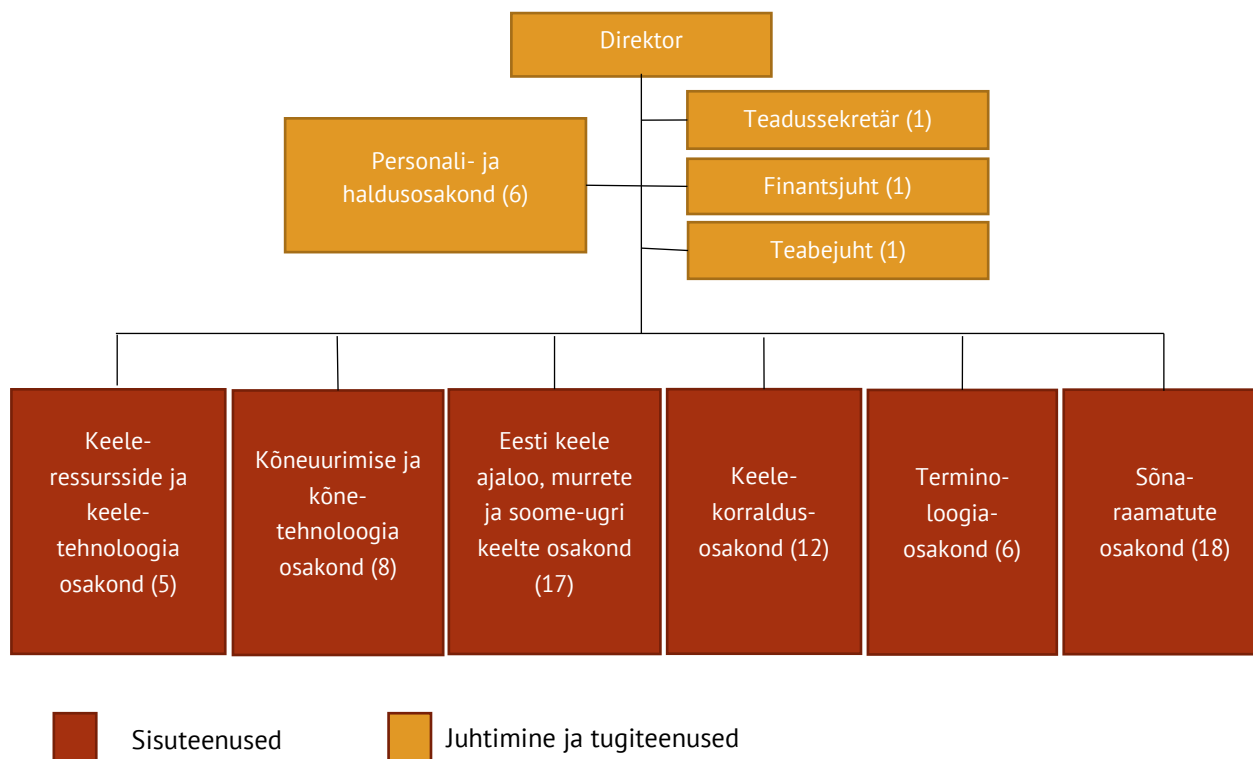 Direktor
Teadussekretär (1)
Personali- ja
haldusosakond (6)
Finantsjuht (1)
Teabejuht (1)
Keele-
ressursside ja
keele-
tehnoloogia
osakond (5)
Kõneuurimise ja
kõne-
tehnoloogia
osakond (8)
Eesti keele
ajaloo, murrete
ja soome-ugri
keelte osakond
(17)
Keele-
korraldus-
osakond (12)
Termino-
loogia-
osakond (6)
Sõna-
raamatute
osakond (18)
Sisuteenused
Juhtimine ja tugiteenused